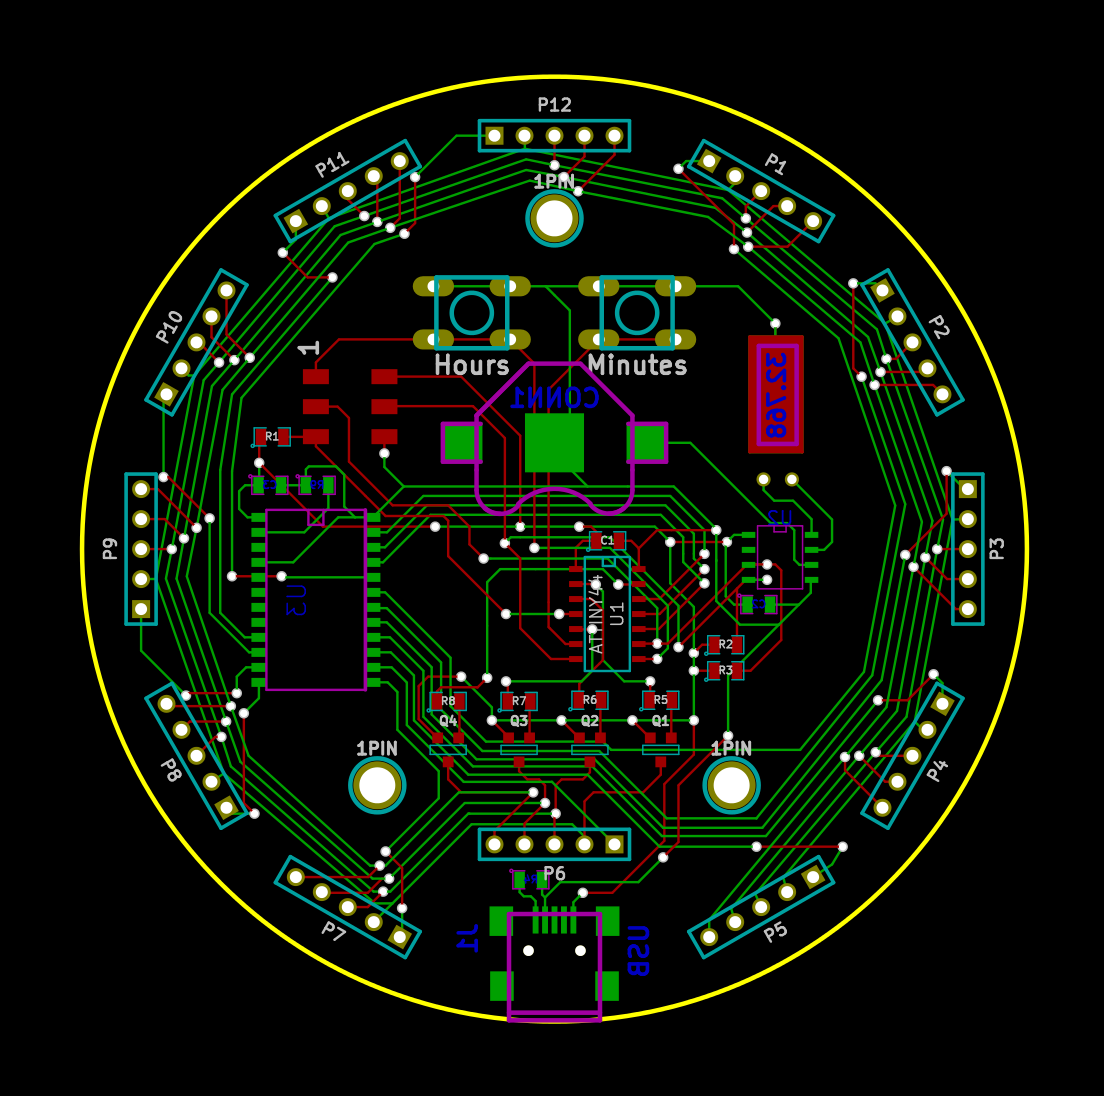 P12
P11
P1
1PIN
P10
P2
1
Hours
Minutes
32.768
CONN1
R1
U2
P9
C1
P3
U3
ATTINY44
U1
R2
R3
R8
R7
R6
R5
Q4
Q3
Q2
Q1
1PIN
1PIN
P8
P4
P6
P7
P5
J1
USB